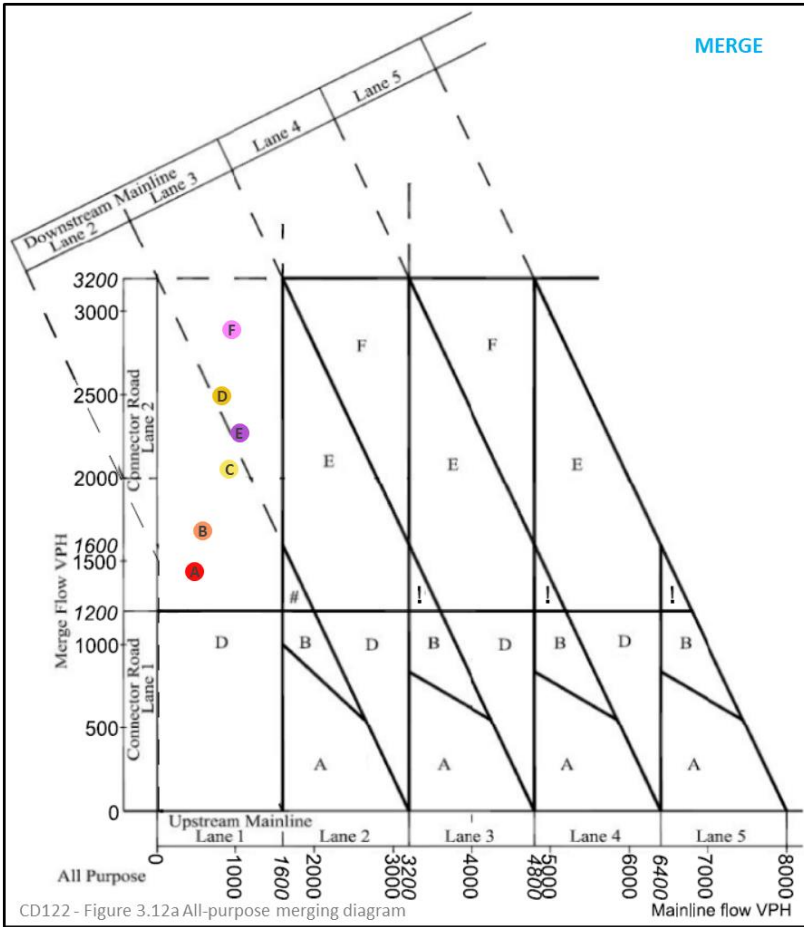 MERGE
Lane 5
Lane 4
Lane 3
Downstream Mainline
Lane 2
3200
3000
F
F
F
2500
D
Connector Road
Lane 2
E
E
E
E
C
2000
B
1600
1500
A
Merge Flow VPH
#
!
!
!
1200
1000
D
B
D
B
D
B
D
B
Connector Road
Lane 1
500
A
A
A
A
0
Upstream Mainline
Lane 1
Lane 2
Lane 3
Lane 4
Lane 5
0
1000
1600
2000
3000
3200
4000
4800
5000
6000
6400
7000
8000
All Purpose
Mainline flow VPH
CD122 - Figure 3.12a All-purpose merging diagram